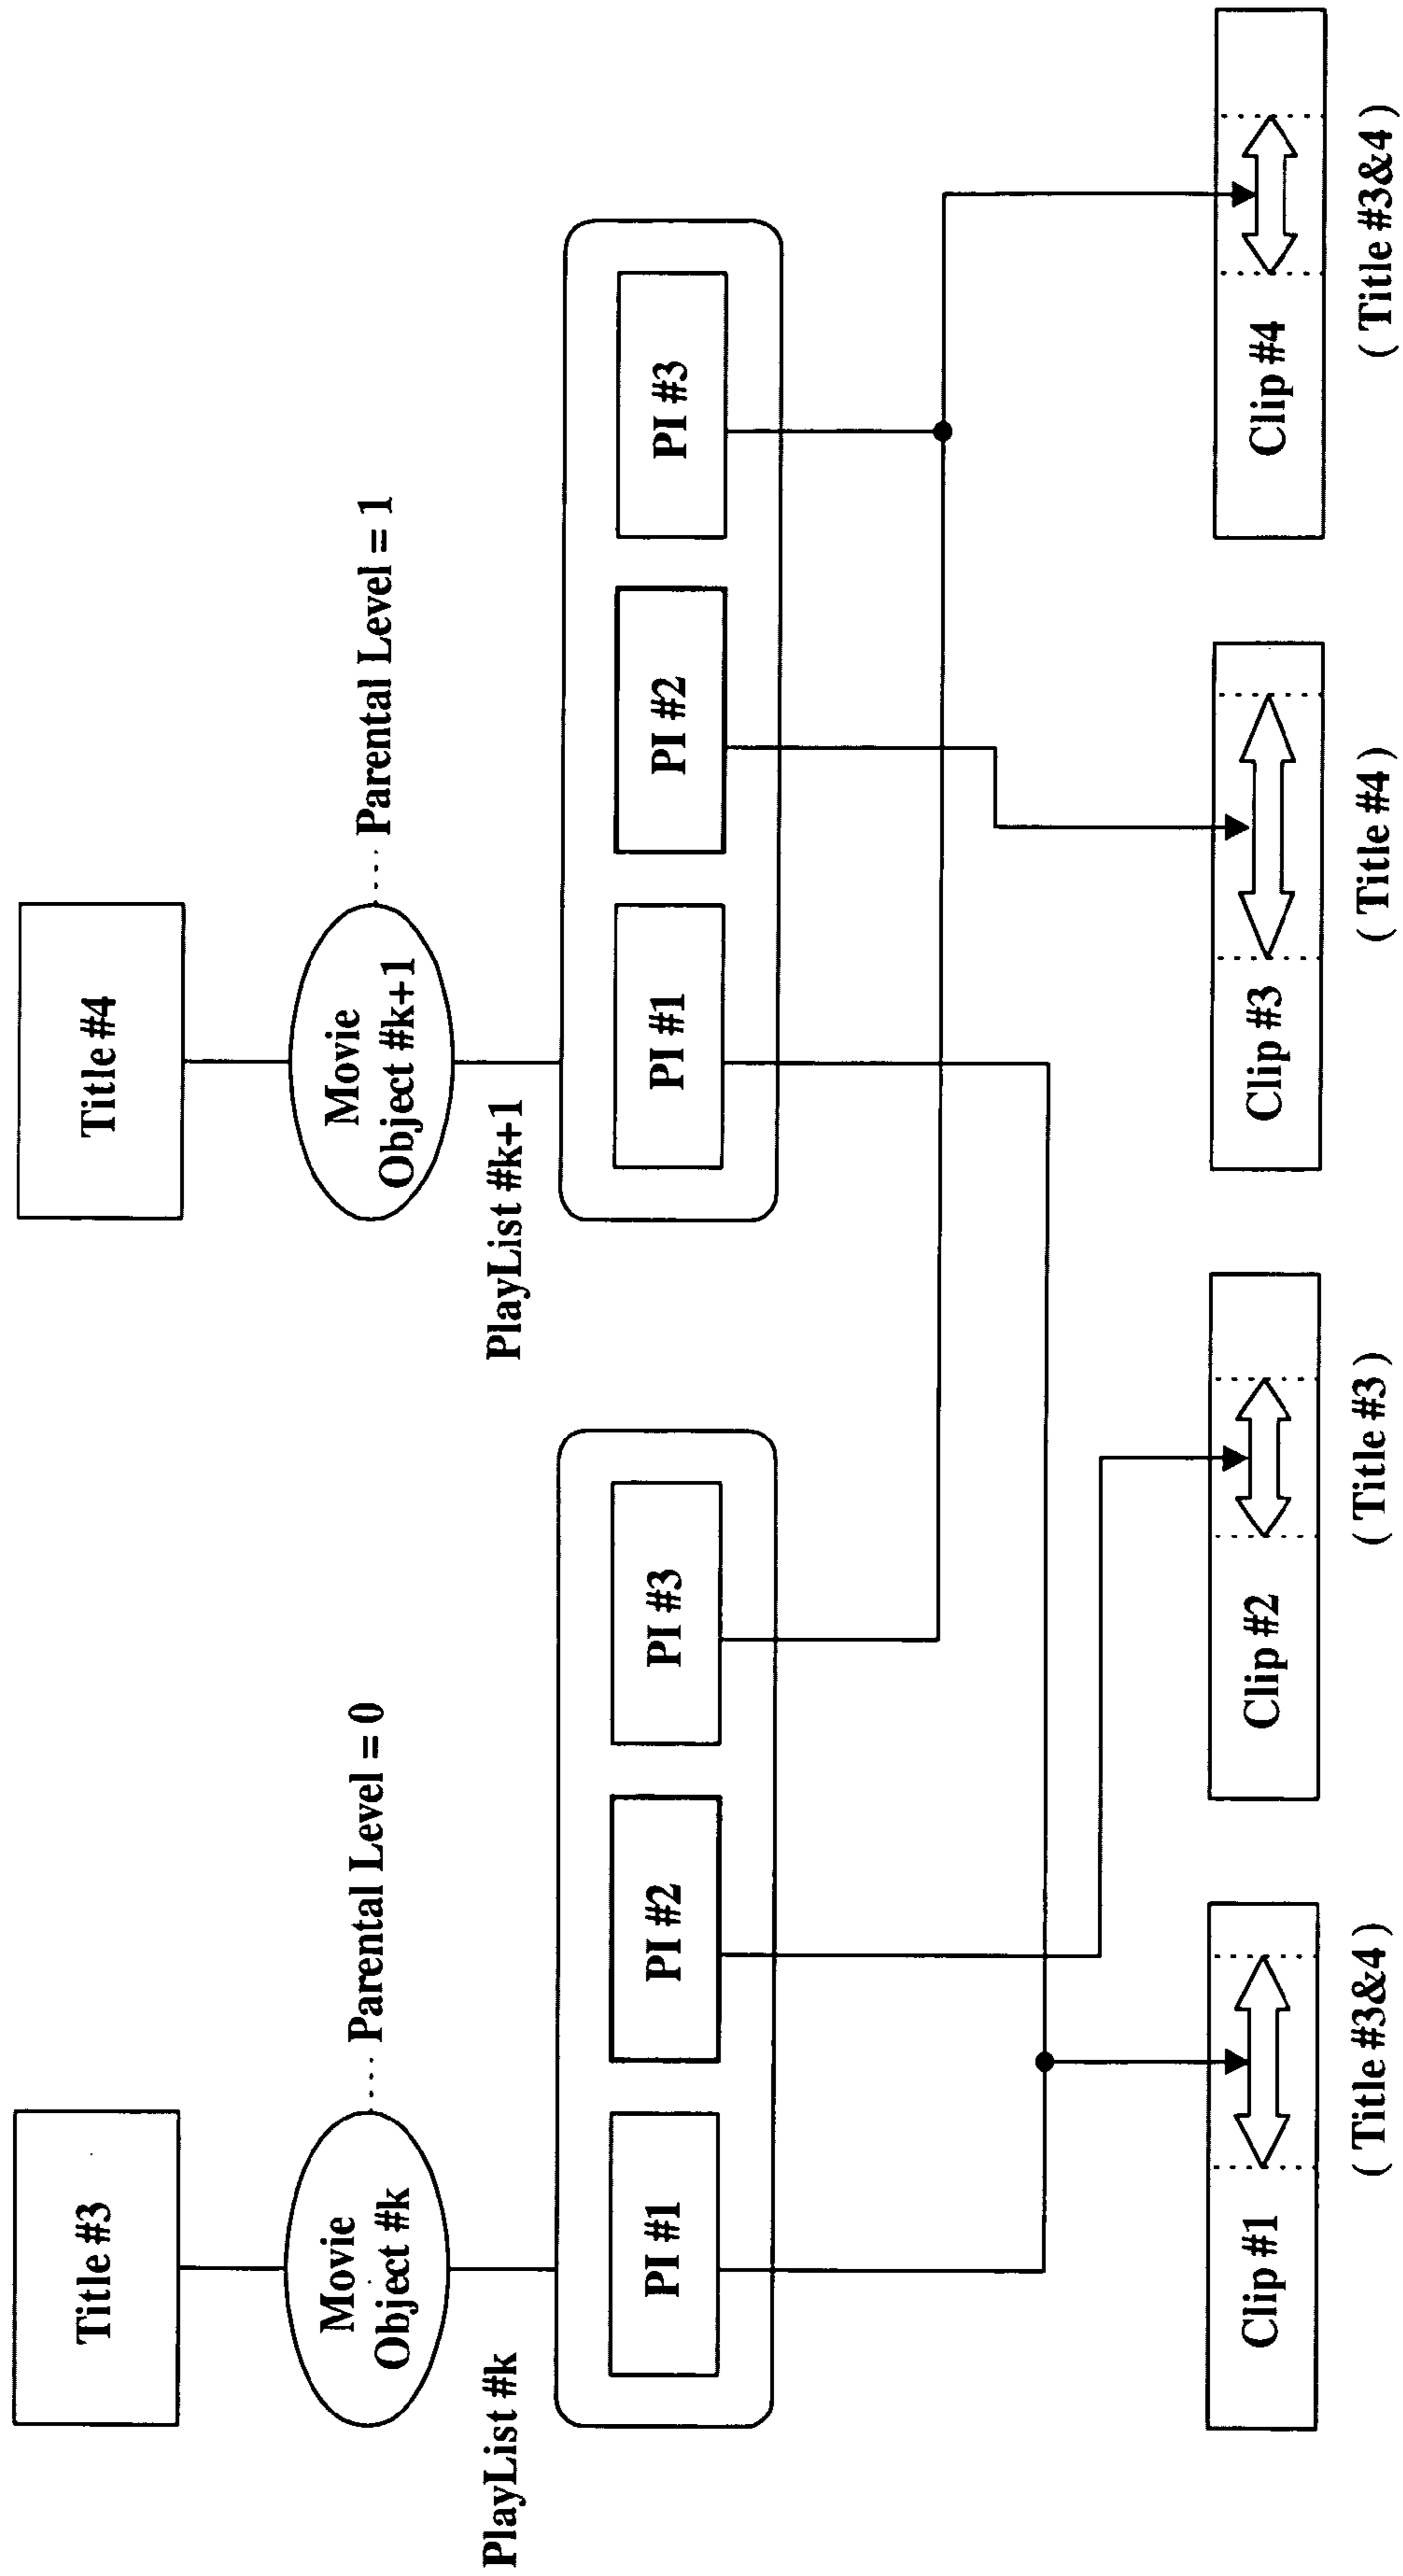 Title #3
Title #4
Movie
Object #k
Parental Level = 0
Movie
Object #k+1
Parental Level = 1
PlayList #k
PlayList #k+1
PI #1
PI #2
PI #3
PI #1
PI #2
PI #3
Clip #1
Clip #2
Clip #3
Clip #4
( Title #3&4 )
( Title #3 )
( Title #4 )
( Title #3&4 )